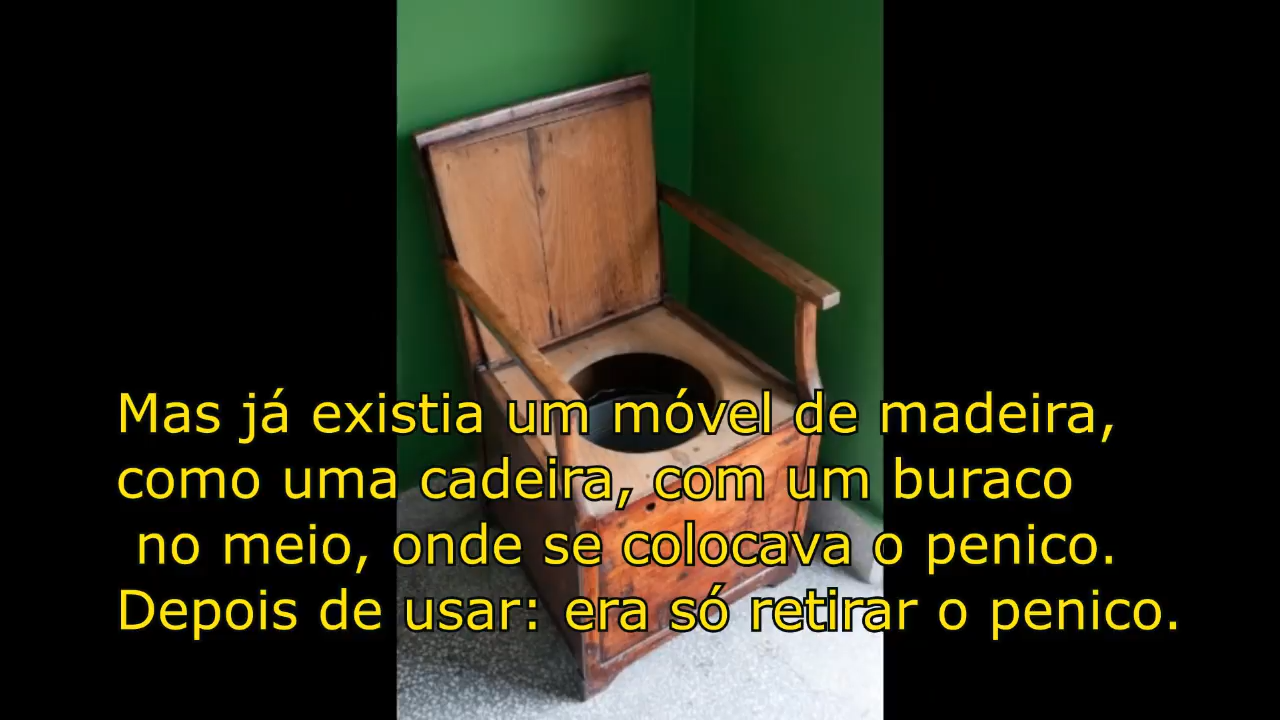 Mas já existia um móvel de madeira,
como uma cadeira, com um buraco
no meio, onde se colocava o penico.
Depois de usar: era só retirar o penico.